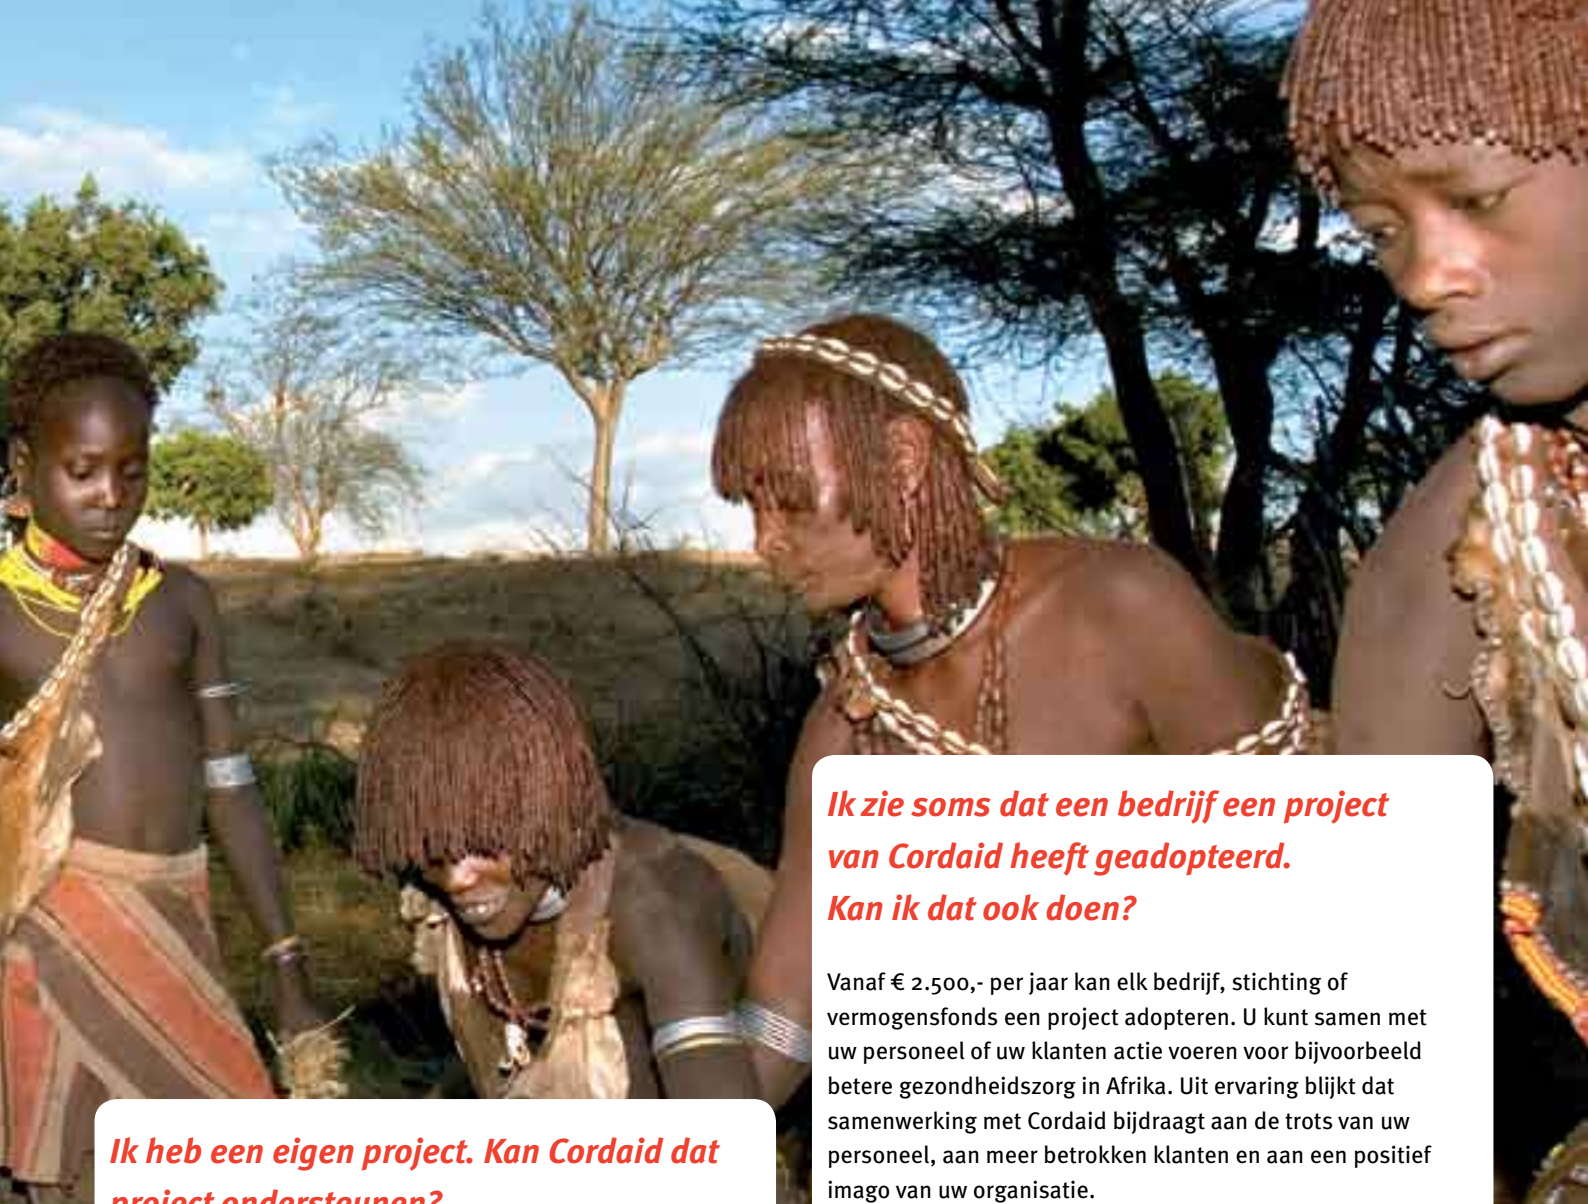 Ik zie soms dat een bedrijf een project
van Cordaid heeft geadopteerd.
Kan ik dat ook doen?
Vanaf € 2.500,- per jaar kan elk bedrijf, stichting of
vermogensfonds een project adopteren. U kunt samen met
uw personeel of uw klanten actie voeren voor bijvoorbeeld
betere gezondheidszorg in Afrika. Uit ervaring blijkt dat
samenwerking met Cordaid bijdraagt aan de trots van uw
personeel, aan meer betrokken klanten en aan een positief
imago van uw organisatie.
Ik heb een eigen project. Kan Cordaid dat
project ondersteunen?